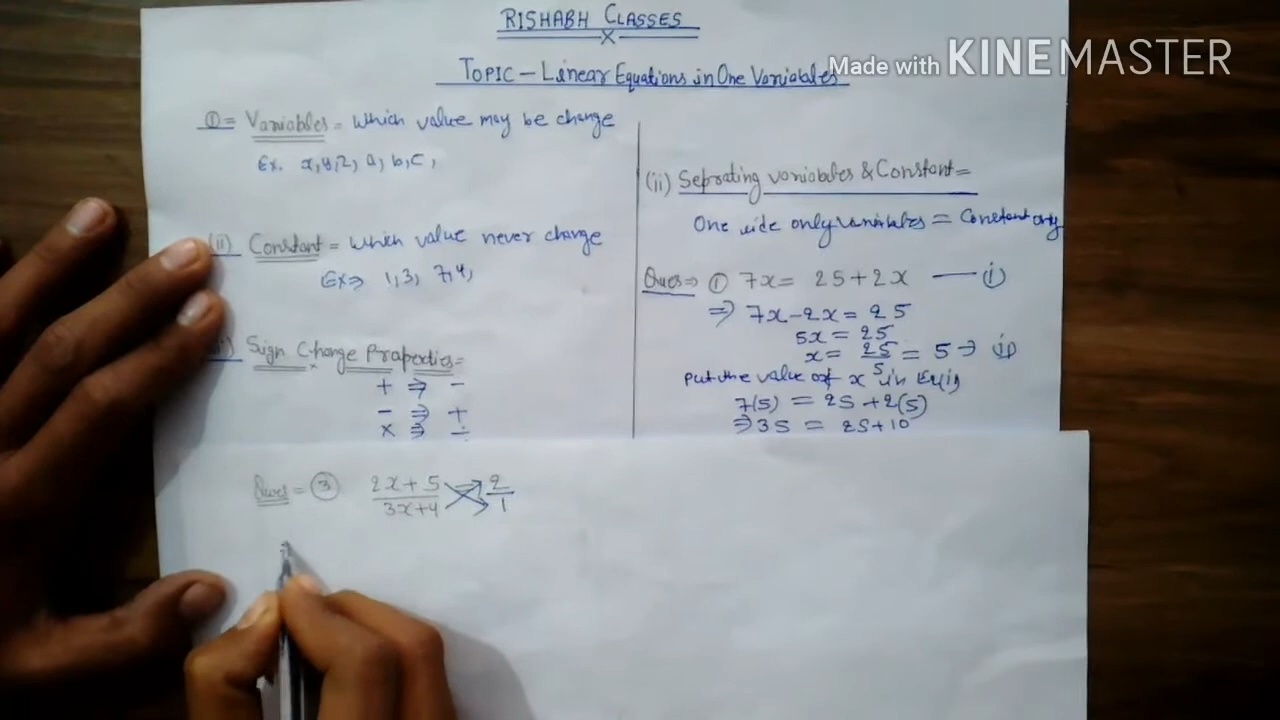 RISHABH CLASSES
Made with KINEMASTER
TOPIC - Linear Equations in One Variables
①= Variables = which value may be change
Ex. x, y, z, a, b, c,
(ii) Constant = which value never change
EX⇒ 1, 3, 7, 4,
Sign Change Properties =
+ ⇒ -
- ⇒ +
× ⇒ ÷
(ii) Seprating variables & Constant =
One side only variables = Constant only
Ques⇒ ① 7x = 25 + 2x — (i)
⇒ 7x - 2x = 25
5x = 25
x = 25/5 = 5 → (ii)
Put the value of x in Eq (i)
7(5) = 25 + 2(5)
⇒ 35 = 25 + 10
Ques = ③ 2x + 5 / 3x + 4 = 2 / 1